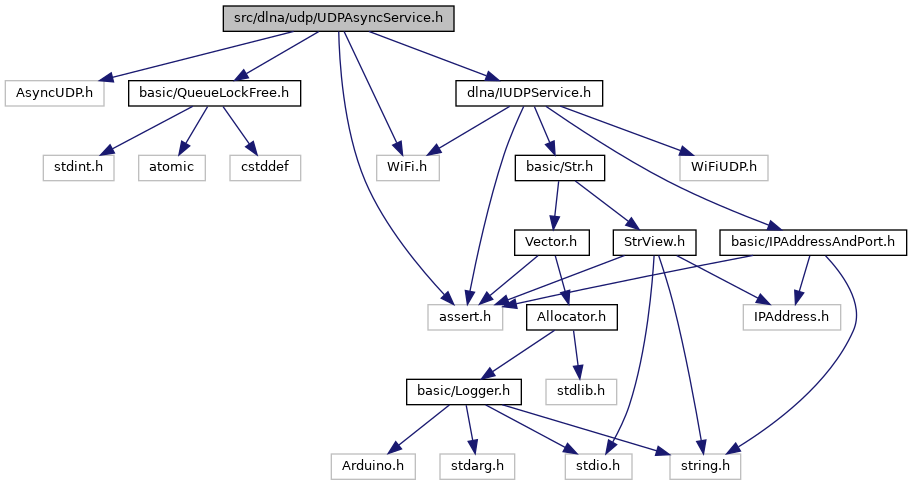 src/dlna/udp/UDPAsyncService.h
AsyncUDP.h
basic/QueueLockFree.h
dlna/IUDPService.h
stdint.h
atomic
cstddef
WiFi.h
basic/Str.h
WiFiUDP.h
Vector.h
StrView.h
basic/IPAddressAndPort.h
assert.h
Allocator.h
IPAddress.h
basic/Logger.h
stdlib.h
Arduino.h
stdarg.h
stdio.h
string.h